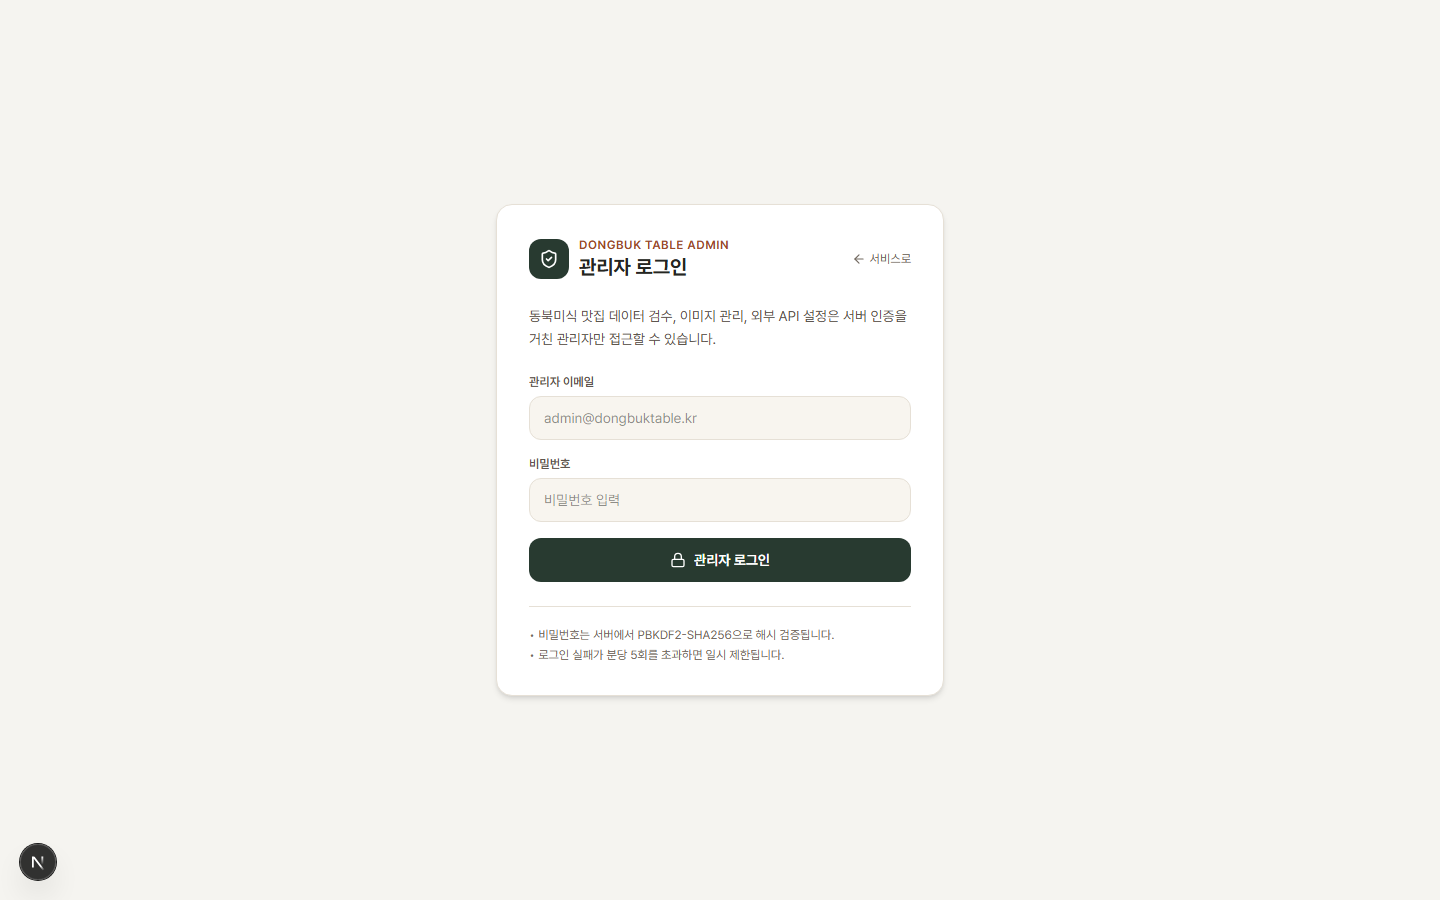 DONGBUK TABLE ADMIN
관리자 로그인
← 서비스로
동북미식 맛집 데이터 검수, 이미지 관리, 외부 API 설정은 서버 인증을
거친 관리자만 접근할 수 있습니다.
관리자 이메일
admin@dongbuktable.kr
비밀번호
비밀번호 입력
관리자 로그인
• 비밀번호는 서버에서 PBKDF2-SHA256으로 해시 검증됩니다.
• 로그인 실패가 분당 5회를 초과하면 일시 제한됩니다.
N